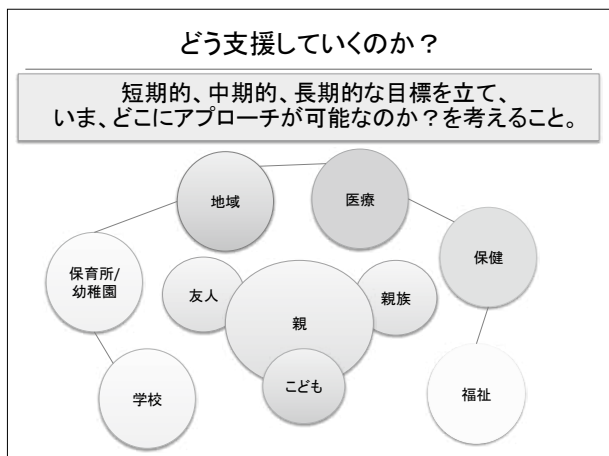 どう支援していくのか？
短期的、中期的、長期的な目標を立て、
いま、どこにアプローチが可能なのか？を考えること。
地域
医療
保育所/
幼稚園
友人
親
親族
保健
こども
学校
福祉